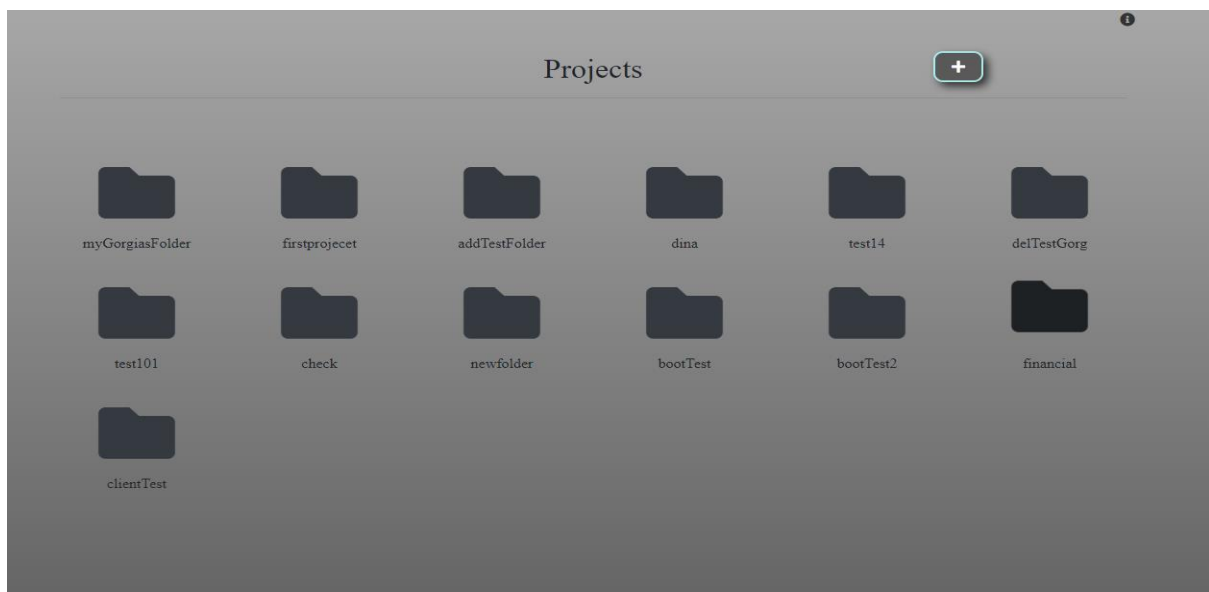 Projects
myGorgiasFolder firstprojecet addTestFolder dina test14 delTestGorg
test101 check newfolder bootTest bootTest2 financial
clientTest